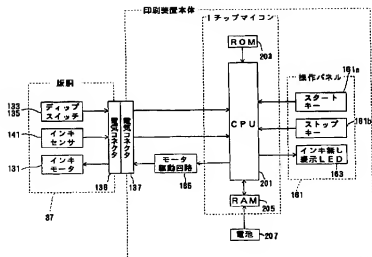 印刷装置本体
1チップマイコン
ROM
203
版胴
操作パネル
161a
133
135
ディップ
スイッチ
電気コネクタ
電気コネクタ
CPU
スタート
キー
141
インキ
センサ
ストップ
キー
161b
131
インキ
モータ
モータ
駆動回路
インキ無し
表示LED
138
137
165
201
163
37
RAM
205
161
電池
207